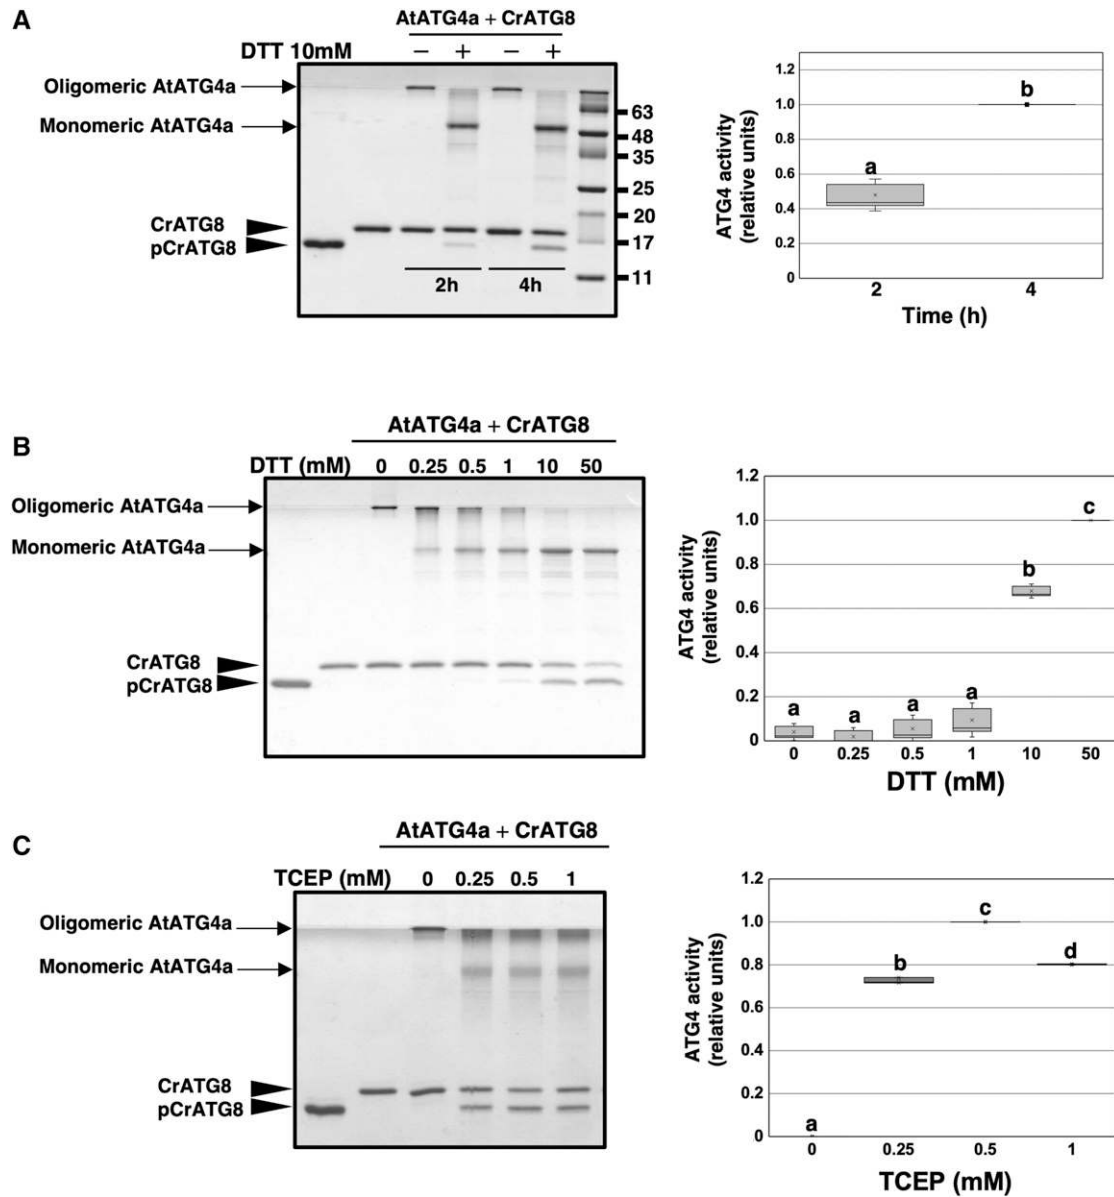 A
AtATG4a + CrATG8
DTT 10mM − + − +
Oligomeric AtATG4a
Monomeric AtATG4a
63
48
35
25
20
17
11
CrATG8
pCrATG8
2h 4h
ATG4 activity
(relative units)
1.2
1.0
0.8
0.6
0.4
0.2
0
a
b
2 4
Time (h)
B
AtATG4a + CrATG8
DTT (mM) 0 0.25 0.5 1 10 50
Oligomeric AtATG4a
Monomeric AtATG4a
CrATG8
pCrATG8
ATG4 activity
(relative units)
1.2
1.0
0.8
0.6
0.4
0.2
0
a a a a b c
0 0.25 0.5 1 10 50
DTT (mM)
C
AtATG4a + CrATG8
TCEP (mM) 0 0.25 0.5 1
Oligomeric AtATG4a
Monomeric AtATG4a
CrATG8
pCrATG8
ATG4 activity
(relative units)
1.2
1.0
0.8
0.6
0.4
0.2
0
a b c d
0 0.25 0.5 1
TCEP (mM)